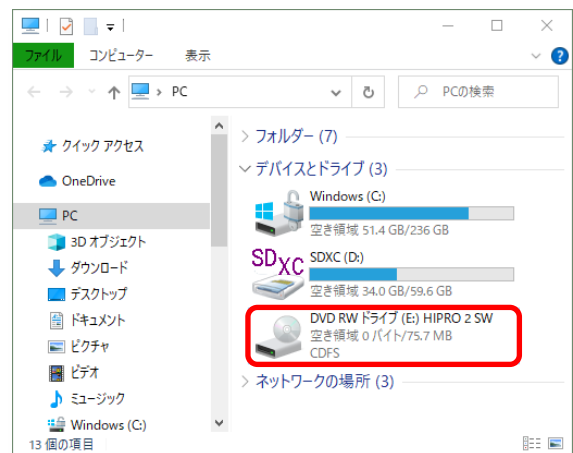 ファイル コンピューター 表示
PC
PCの検索
クイック アクセス
OneDrive
PC
3D オブジェクト
ダウンロード
デスクトップ
ドキュメント
ピクチャ
ビデオ
ミュージック
Windows (C:)
フォルダー (7)
デバイスとドライブ (3)
Windows (C:)
空き領域 51.4 GB/236 GB
SDXC
SDXC (D:)
空き領域 34.0 GB/59.6 GB
DVD RW ドライブ (E:) HIPRO 2 SW
空き領域 0 バイト/75.7 MB
CDFS
ネットワークの場所 (3)
13 個の項目